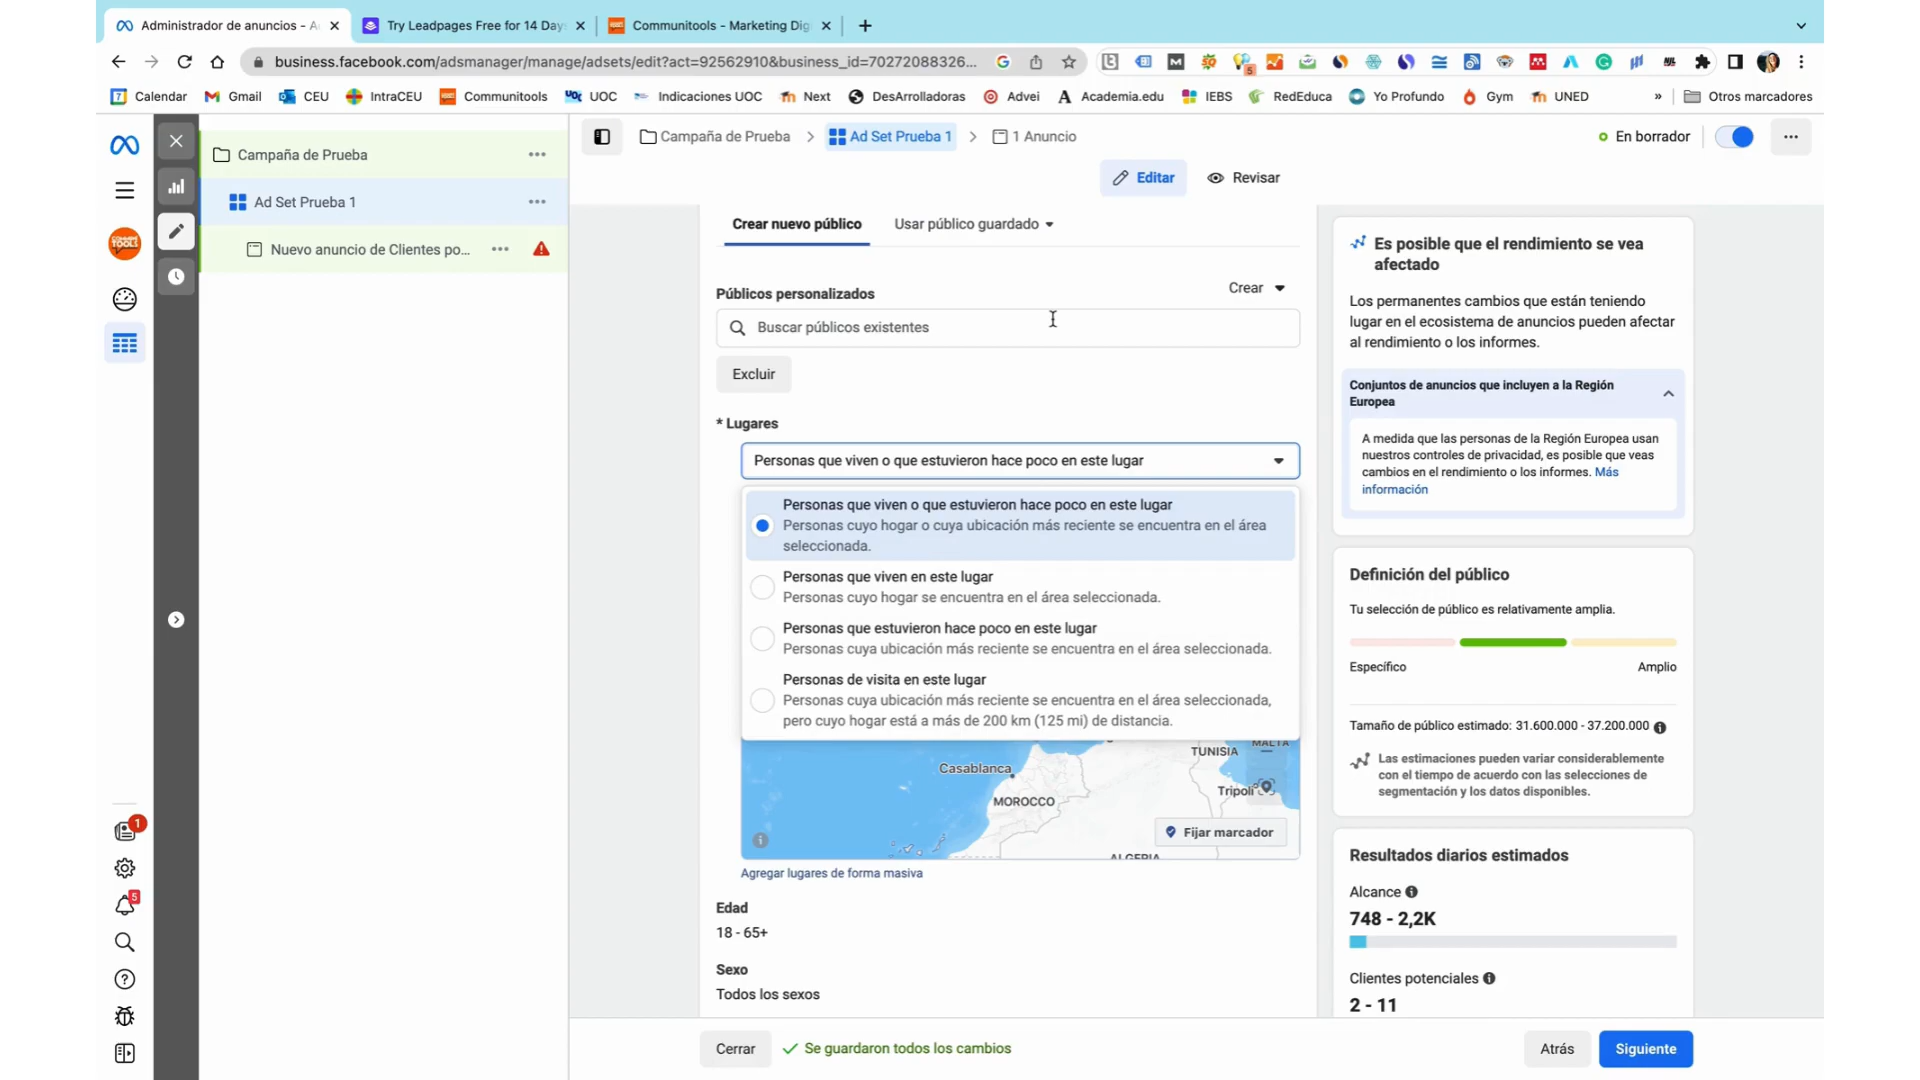 Administrador de anuncios - A
Try Leadpages Free for 14 Days
Communitools - Marketing Dig
business.facebook.com/adsmanager/manage/adsets/edit?act=92562910&business_id=70272088326...
Calendar
Gmail
CEU
IntraCEU
Communitools
UOC
Indicaciones UOC
Next
DesArrolladoras
Advei
Academia.edu
IEBS
RedEduca
Yo Profundo
Gym
UNED
»
Otros marcadores
Campaña de Prueba
Ad Set Prueba 1
Nuevo anuncio de Clientes po...
Campaña de Prueba
Ad Set Prueba 1
1 Anuncio
En borrador
Editar
Revisar
Crear nuevo público
Usar público guardado
Públicos personalizados
Crear
Buscar públicos existentes
Excluir
* Lugares
Personas que viven o que estuvieron hace poco en este lugar
Personas que viven o que estuvieron hace poco en este lugar
Personas cuyo hogar o cuya ubicación más reciente se encuentra en el área
seleccionada.
Personas que viven en este lugar
Personas cuyo hogar se encuentra en el área seleccionada.
Personas que estuvieron hace poco en este lugar
Personas cuya ubicación más reciente se encuentra en el área seleccionada.
Personas de visita en este lugar
Personas cuya ubicación más reciente se encuentra en el área seleccionada,
pero cuyo hogar está a más de 200 km (125 mi) de distancia.
MALTA
TUNISIA
Casablanca
Tripoli
MOROCCO
Fijar marcador
ALGERIA
Agregar lugares de forma masiva
Edad
18 - 65+
Sexo
Todos los sexos
Cerrar
Se guardaron todos los cambios
Atrás
Siguiente
Es posible que el rendimiento se vea
afectado
Los permanentes cambios que están teniendo
lugar en el ecosistema de anuncios pueden afectar
al rendimiento o los informes.
Conjuntos de anuncios que incluyen a la Región
Europea
A medida que las personas de la Región Europea usan
nuestros controles de privacidad, es posible que veas
cambios en el rendimiento o los informes. Más
información
Definición del público
Tu selección de público es relativamente amplia.
Específico
Amplio
Tamaño de público estimado: 31.600.000 - 37.200.000
Las estimaciones pueden variar considerablemente
con el tiempo de acuerdo con las selecciones de
segmentación y los datos disponibles.
Resultados diarios estimados
Alcance
748 - 2,2K
Clientes potenciales
2 - 11
1
5